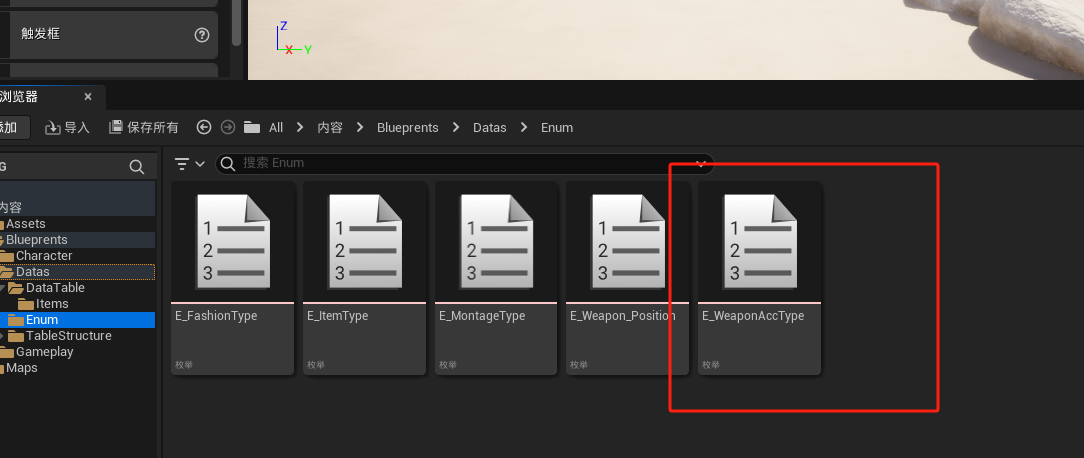 触发框
Z
X Y
浏览器
添加 导入 保存所有 All 内容 Blueprents Datas Enum
G
搜索 Enum
内容
Assets
Blueprents
Character
Datas
DataTable
Items
Enum
TableStructure
Gameplay
Maps
1 2 3
E_FashionType
枚举
1 2 3
E_ItemType
枚举
1 2 3
E_MontageType
枚举
1 2 3
E_Weapon_Position
枚举
1 2 3
E_WeaponAccType
枚举